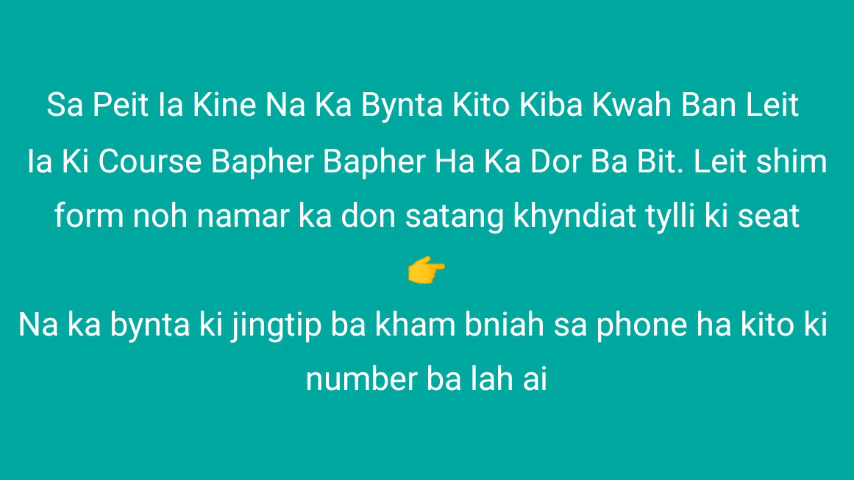 Sa Peit Ia Kine Na Ka Bynta Kito Kiba Kwah Ban Leit
Ia Ki Course Bapher Bapher Ha Ka Dor Ba Bit. Leit shim
form noh namar ka don satang khyndiat tylli ki seat
👉
Na ka bynta ki jingtip ba kham bniah sa phone ha kito ki
number ba lah ai